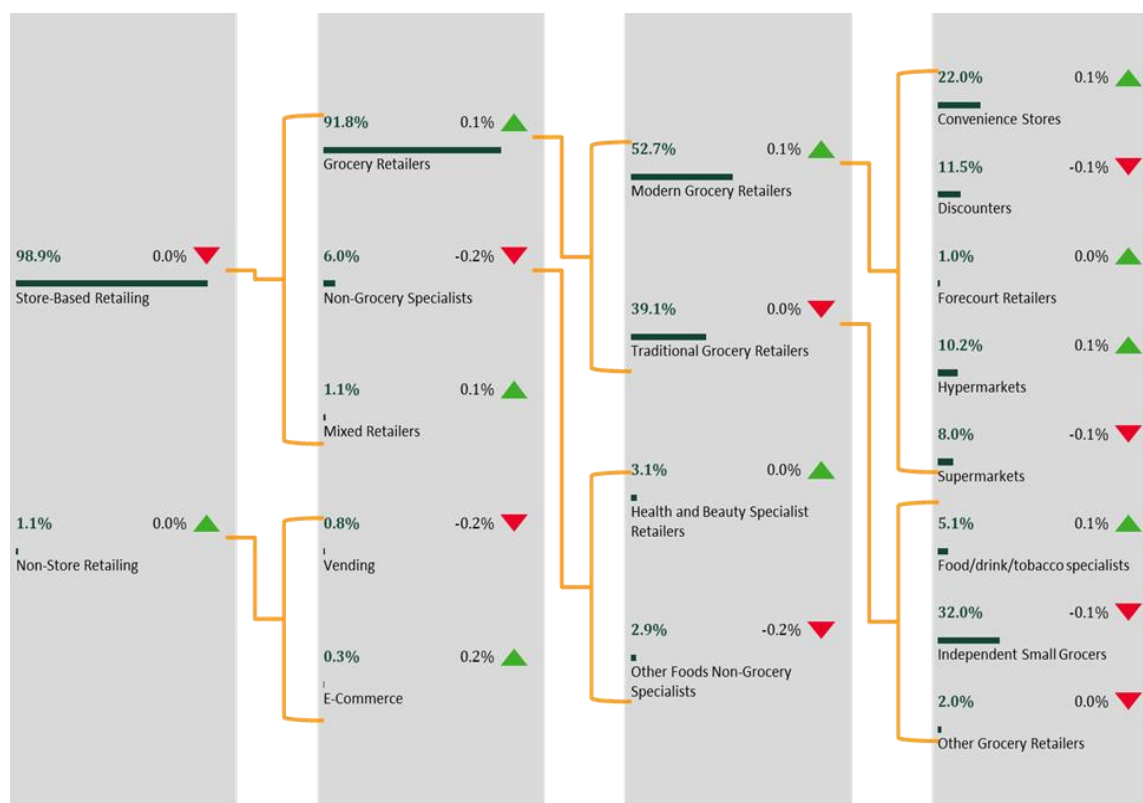 98.9% 0.0%
Store-Based Retailing
1.1% 0.0%
Non-Store Retailing
91.8% 0.1%
Grocery Retailers
6.0% -0.2%
Non-Grocery Specialists
1.1% 0.1%
Mixed Retailers
0.8% -0.2%
Vending
0.3% 0.2%
E-Commerce
52.7% 0.1%
Modern Grocery Retailers
39.1% 0.0%
Traditional Grocery Retailers
3.1% 0.0%
Health and Beauty Specialist
Retailers
2.9% -0.2%
Other Foods Non-Grocery
Specialists
22.0% 0.1%
Convenience Stores
11.5% -0.1%
Discounters
1.0% 0.0%
Forecourt Retailers
10.2% 0.1%
Hypermarkets
8.0% -0.1%
Supermarkets
5.1% 0.1%
Food/drink/tobacco specialists
32.0% -0.1%
Independent Small Grocers
2.0% 0.0%
Other Grocery Retailers